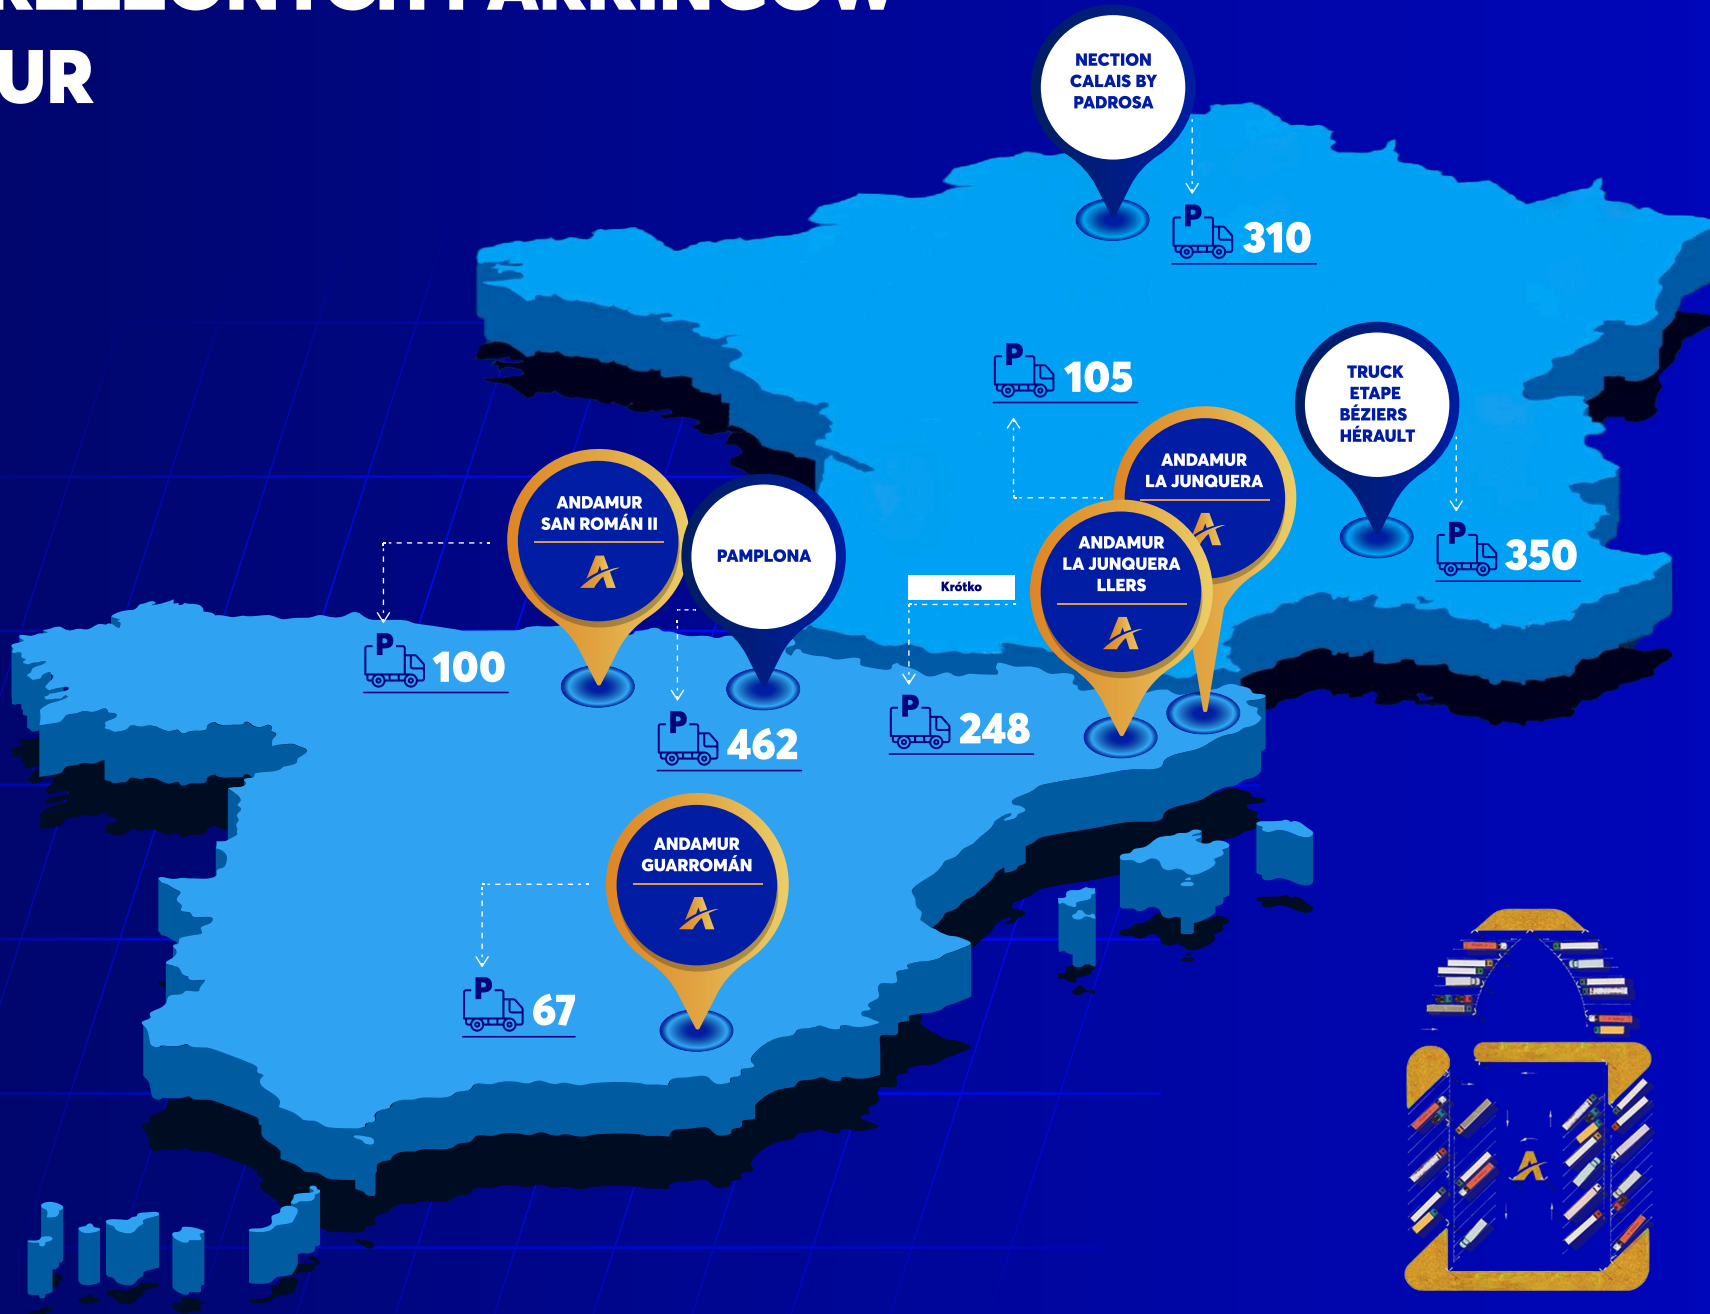 UR
NECTION
CALAIS BY
PADROSA
P
310
P
105
TRUCK
ETAPE
BÉZIERS
HÉRAULT
P
350
ANDAMUR
LA JUNQUERA
ANDAMUR
SAN ROMÁN II
P
100
PAMPLONA
P
462
ANDAMUR
LA JUNQUERA
LLERS
Krótko
P
248
ANDAMUR
GUARROMÁN
P
67